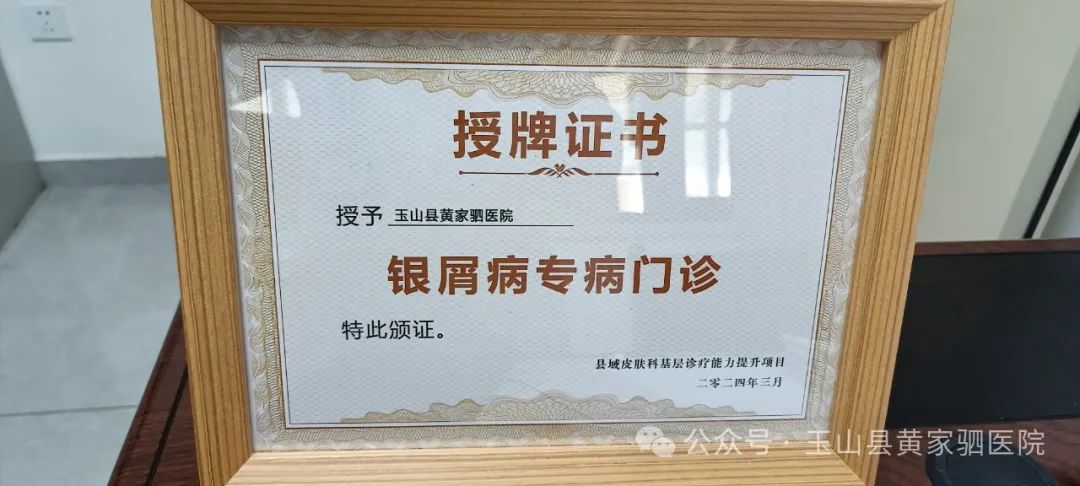 授牌证书
授予 玉山县黄家驷医院
银屑病专病门诊
特此颁证。
县域皮肤科基层诊疗能力提升项目
二零二四年三月
公众号·玉山县黄家驷医院